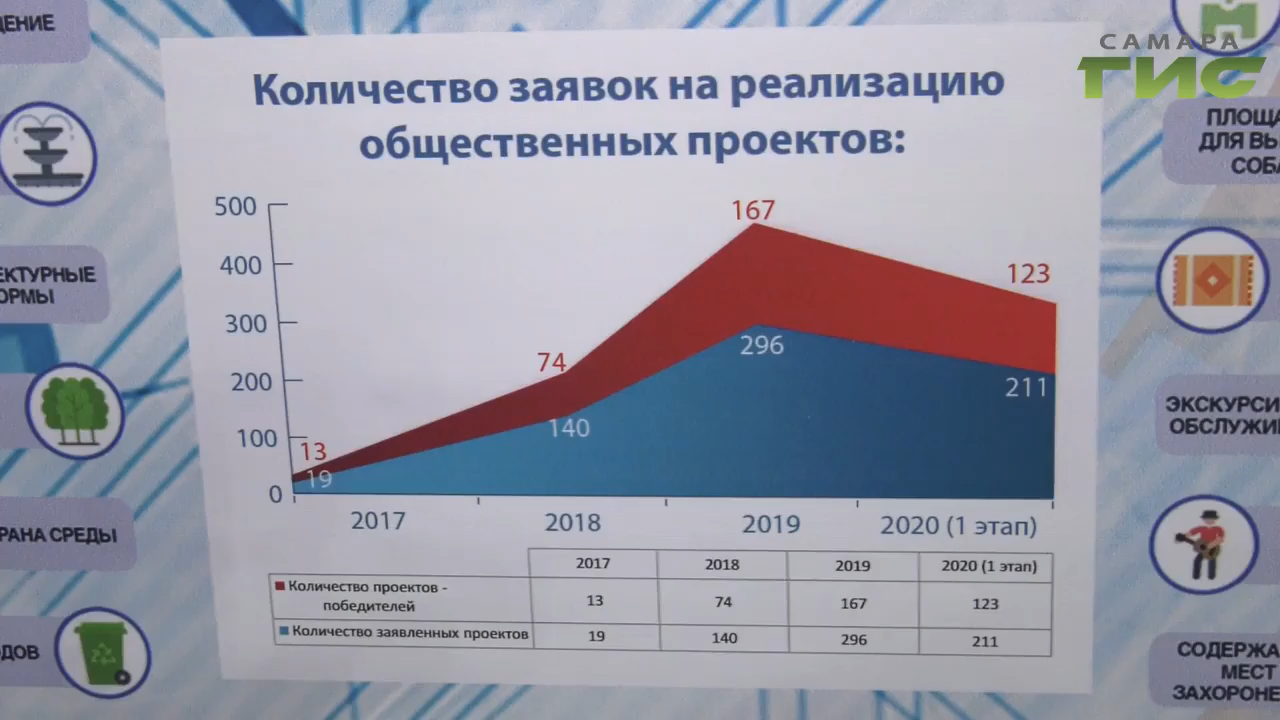 САМАРА
ГИС
Количество заявок на реализацию
общественных проектов:
500
400
300
200
100
0
13
19
74
140
167
296
123
211
2017 2018 2019 2020 (1 этап)
2017 2018 2019 2020 (1 этап)
Количество проектов -
победителей 13 74 167 123
Количество заявленных проектов 19 140 296 211
ДЕНИЕ
ЕКТУРНЫЕ
ОРМЫ
РАНА СРЕДЫ
ДОВ
ПЛОЩА
ДЛЯ ВЫ
СОБА
ЭКСКУРСИ
ОБСЛУЖИ
СОДЕРЖА
МЕСТ
ЗАХОРОНЕ